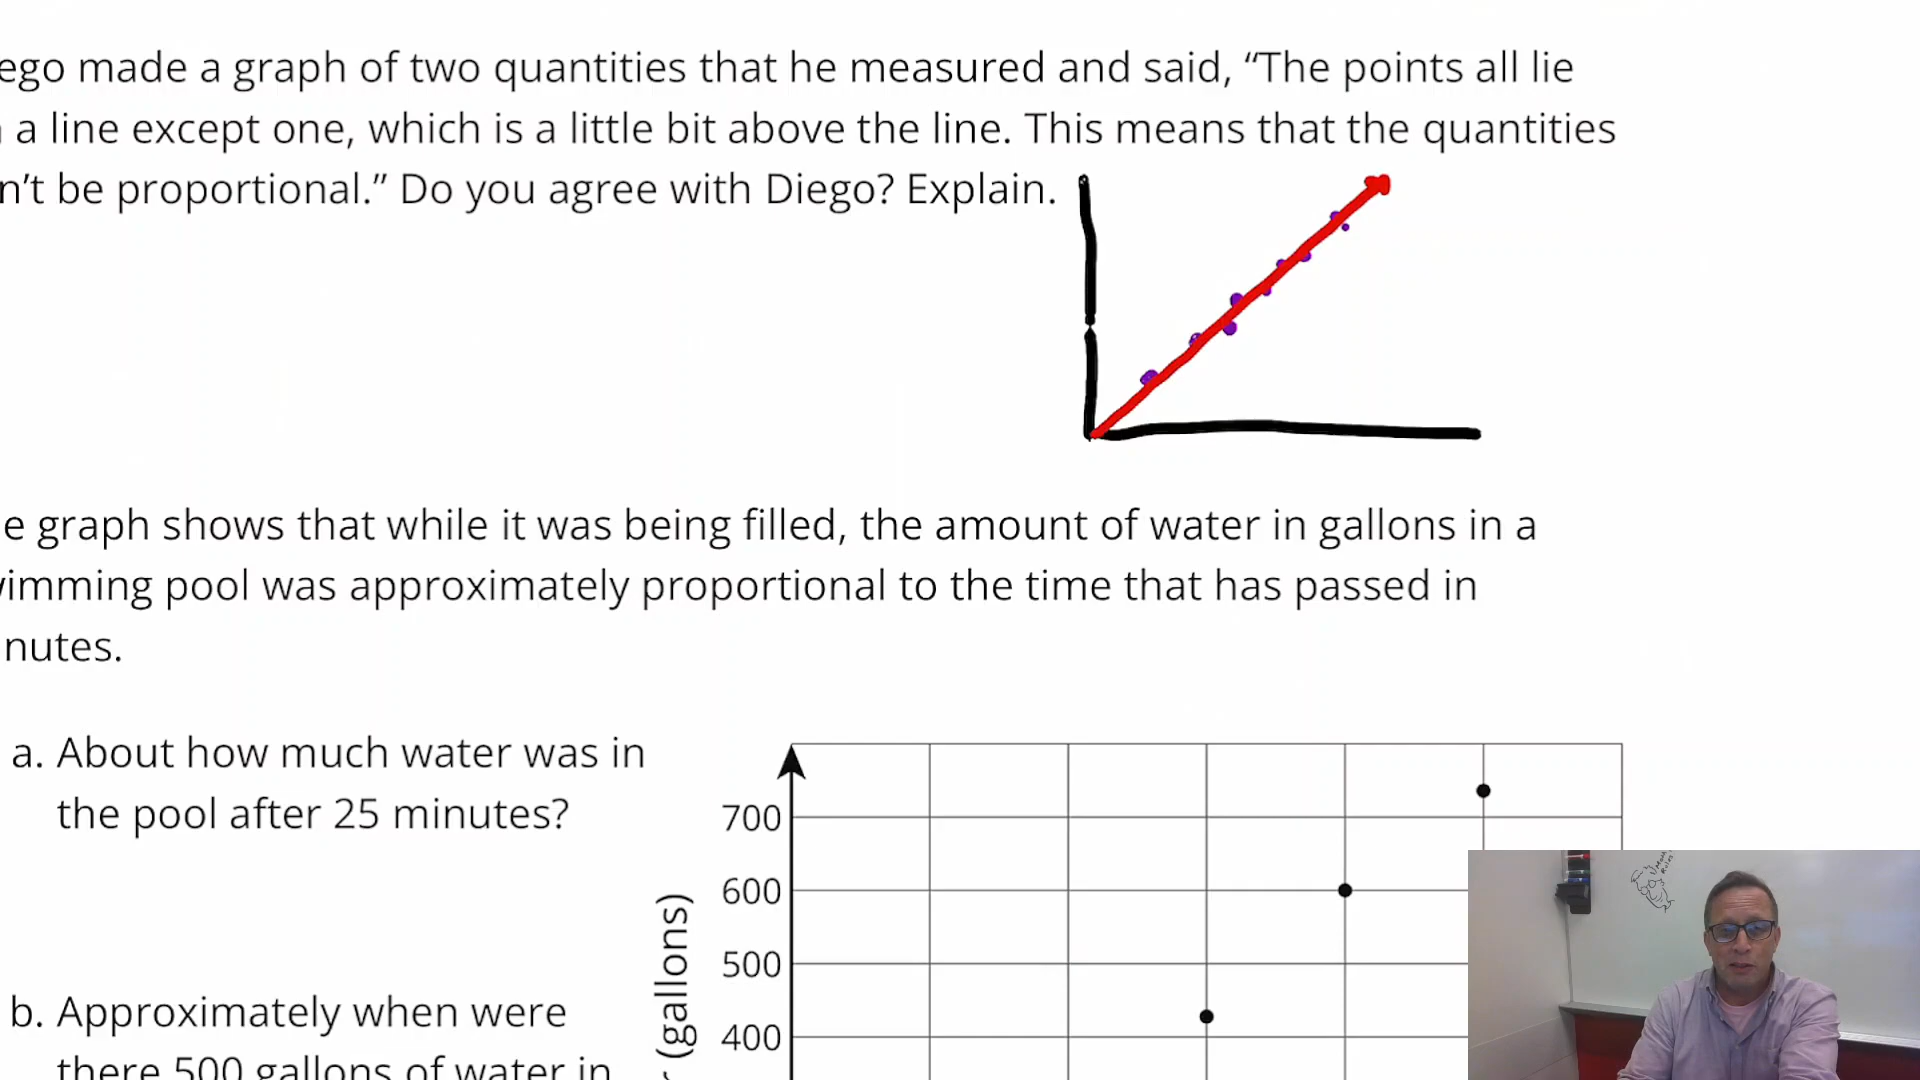 ego made a graph of two quantities that he measured and said, “The points all lie
a line except one, which is a little bit above the line. This means that the quantities
n’t be proportional.” Do you agree with Diego? Explain.
e graph shows that while it was being filled, the amount of water in gallons in a
vimming pool was approximately proportional to the time that has passed in
nutes.
a. About how much water was in
the pool after 25 minutes?
b. Approximately when were
there 500 gallons of water in
700
600
500
400
(gallons)